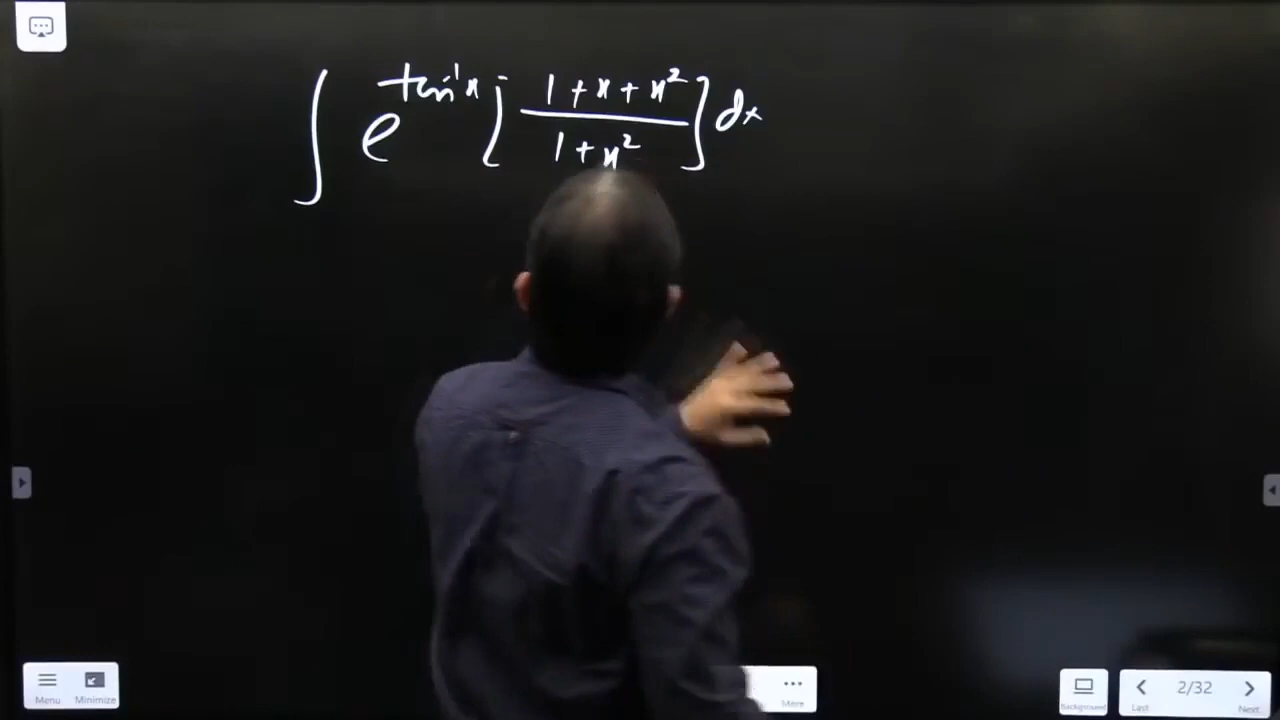 ∫ e^{tan⁻¹x} [ (1 + x + x²) / (1 + x²) ] dx
Menu
Minimize
More
Background
2/32
Last
Next